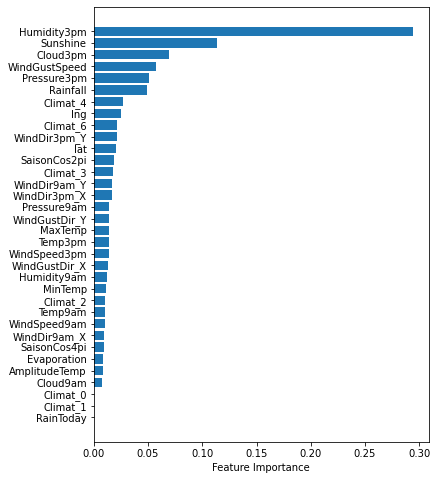 Humidity3pm
Sunshine
Cloud3pm
WindGustSpeed
Pressure3pm
Rainfall
Climat_4
lng
Climat_6
WindDir3pm_Y
lat
SaisonCos2pi
Climat_3
WindDir9am_Y
WindDir3pm_X
Pressure9am
WindGustDir_Y
MaxTemp
Temp3pm
WindSpeed3pm
WindGustDir_X
Humidity9am
MinTemp
Climat_2
Temp9am
WindSpeed9am
WindDir9am_X
SaisonCos4pi
Evaporation
AmplitudeTemp
Cloud9am
Climat_0
Climat_1
RainToday
0.00 0.05 0.10 0.15 0.20 0.25 0.30
Feature Importance